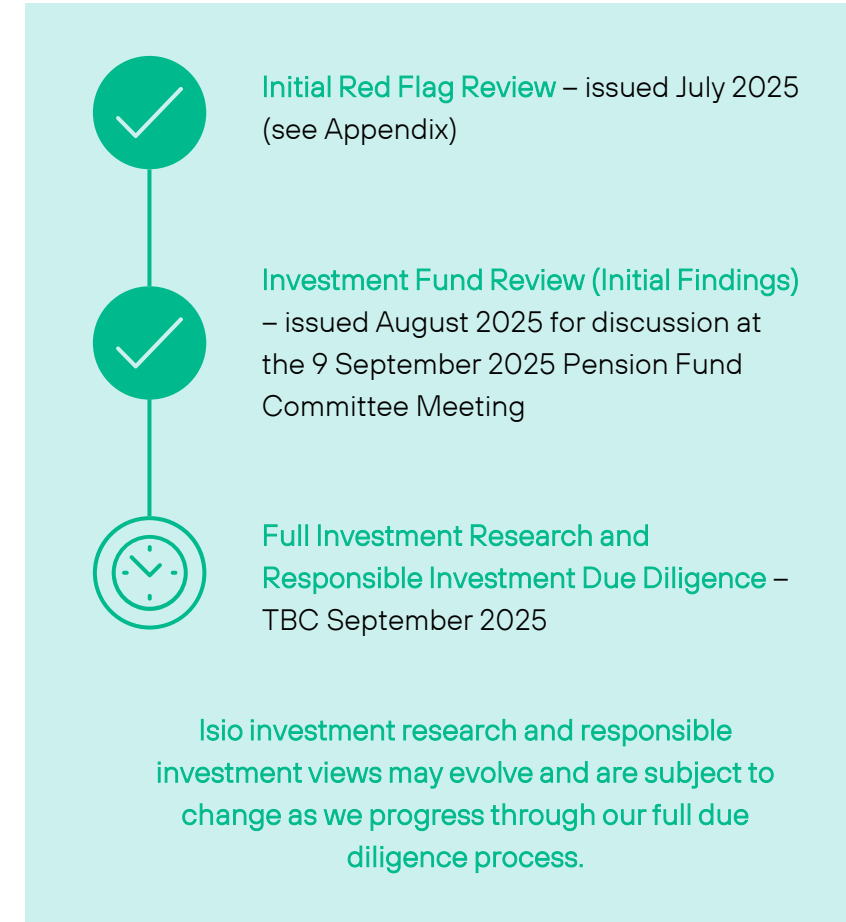 Initial Red Flag Review – issued July 2025
(see Appendix)
Investment Fund Review (Initial Findings)
– issued August 2025 for discussion at
the 9 September 2025 Pension Fund
Committee Meeting
Full Investment Research and
Responsible Investment Due Diligence –
TBC September 2025
Isio investment research and responsible
investment views may evolve and are subject to
change as we progress through our full due
diligence process.